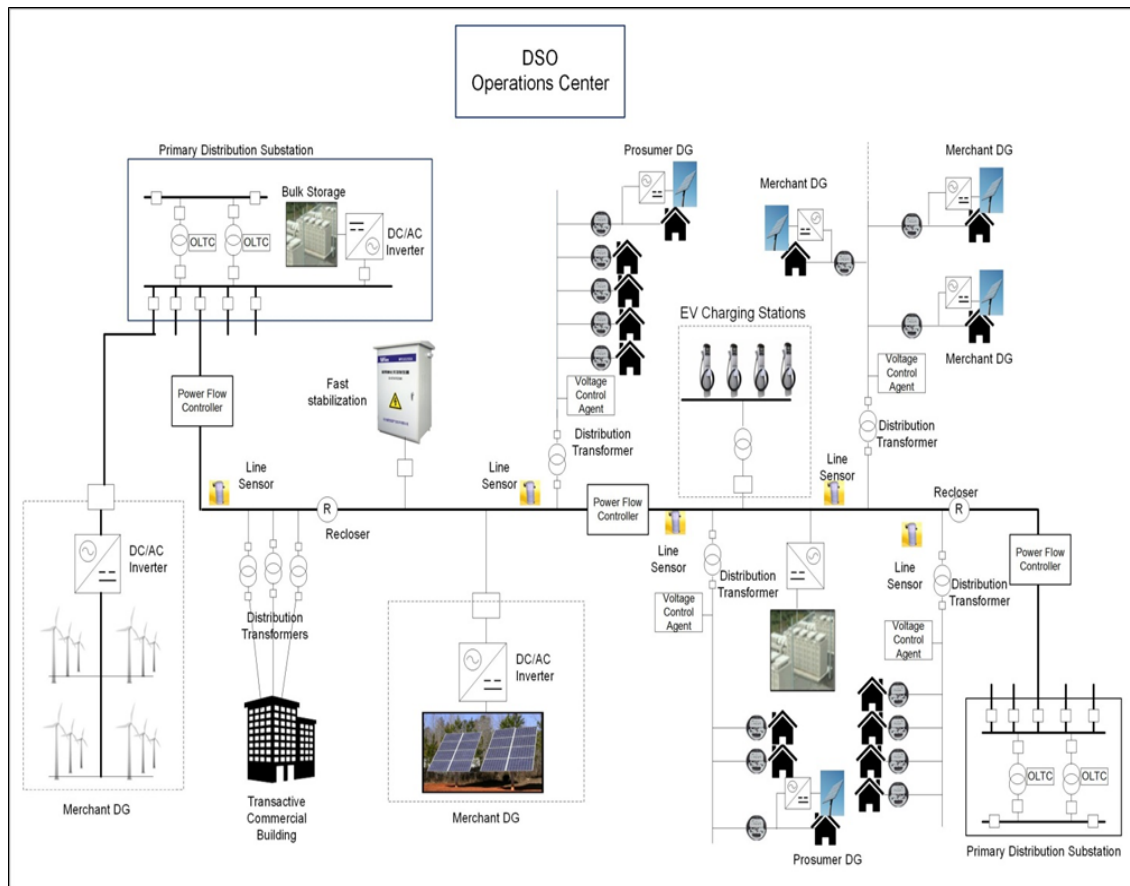 DSO
Operations Center
Primary Distribution Substation
Bulk Storage
OLTC
OLTC
DC/AC
Inverter
Prosumer DG
Merchant DG
Merchant DG
Merchant DG
EV Charging Stations
Fast
stabilization
Power Flow
Controller
Voltage
Control
Agent
Distribution
Transformer
Voltage
Control
Agent
Distribution
Transformer
Line
Sensor
R
Recloser
Line
Sensor
Power Flow
Controller
Line
Sensor
Recloser
R
DC/AC
Inverter
Distribution
Transformers
Line
Sensor
Distribution
Transformer
Voltage
Control
Agent
Line
Sensor
Distribution
Transformer
Voltage
Control
Agent
Power Flow
Controller
DC/AC
Inverter
OLTC
OLTC
Merchant DG
Transactive
Commercial
Building
Merchant DG
Prosumer DG
Primary Distribution Substation